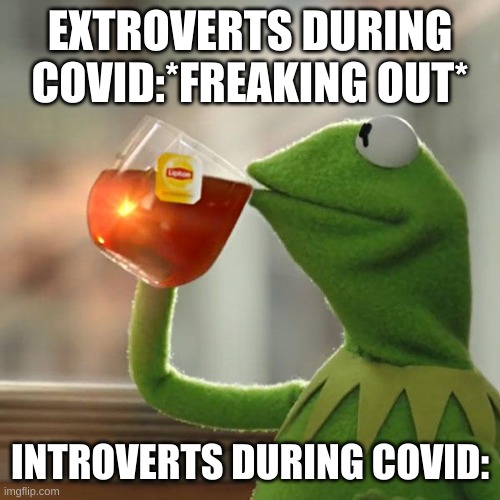 EXTROVERTS DURING
COVID:*FREAKING OUT*
Lipton
INTROVERTS DURING COVID:
imgflip.com